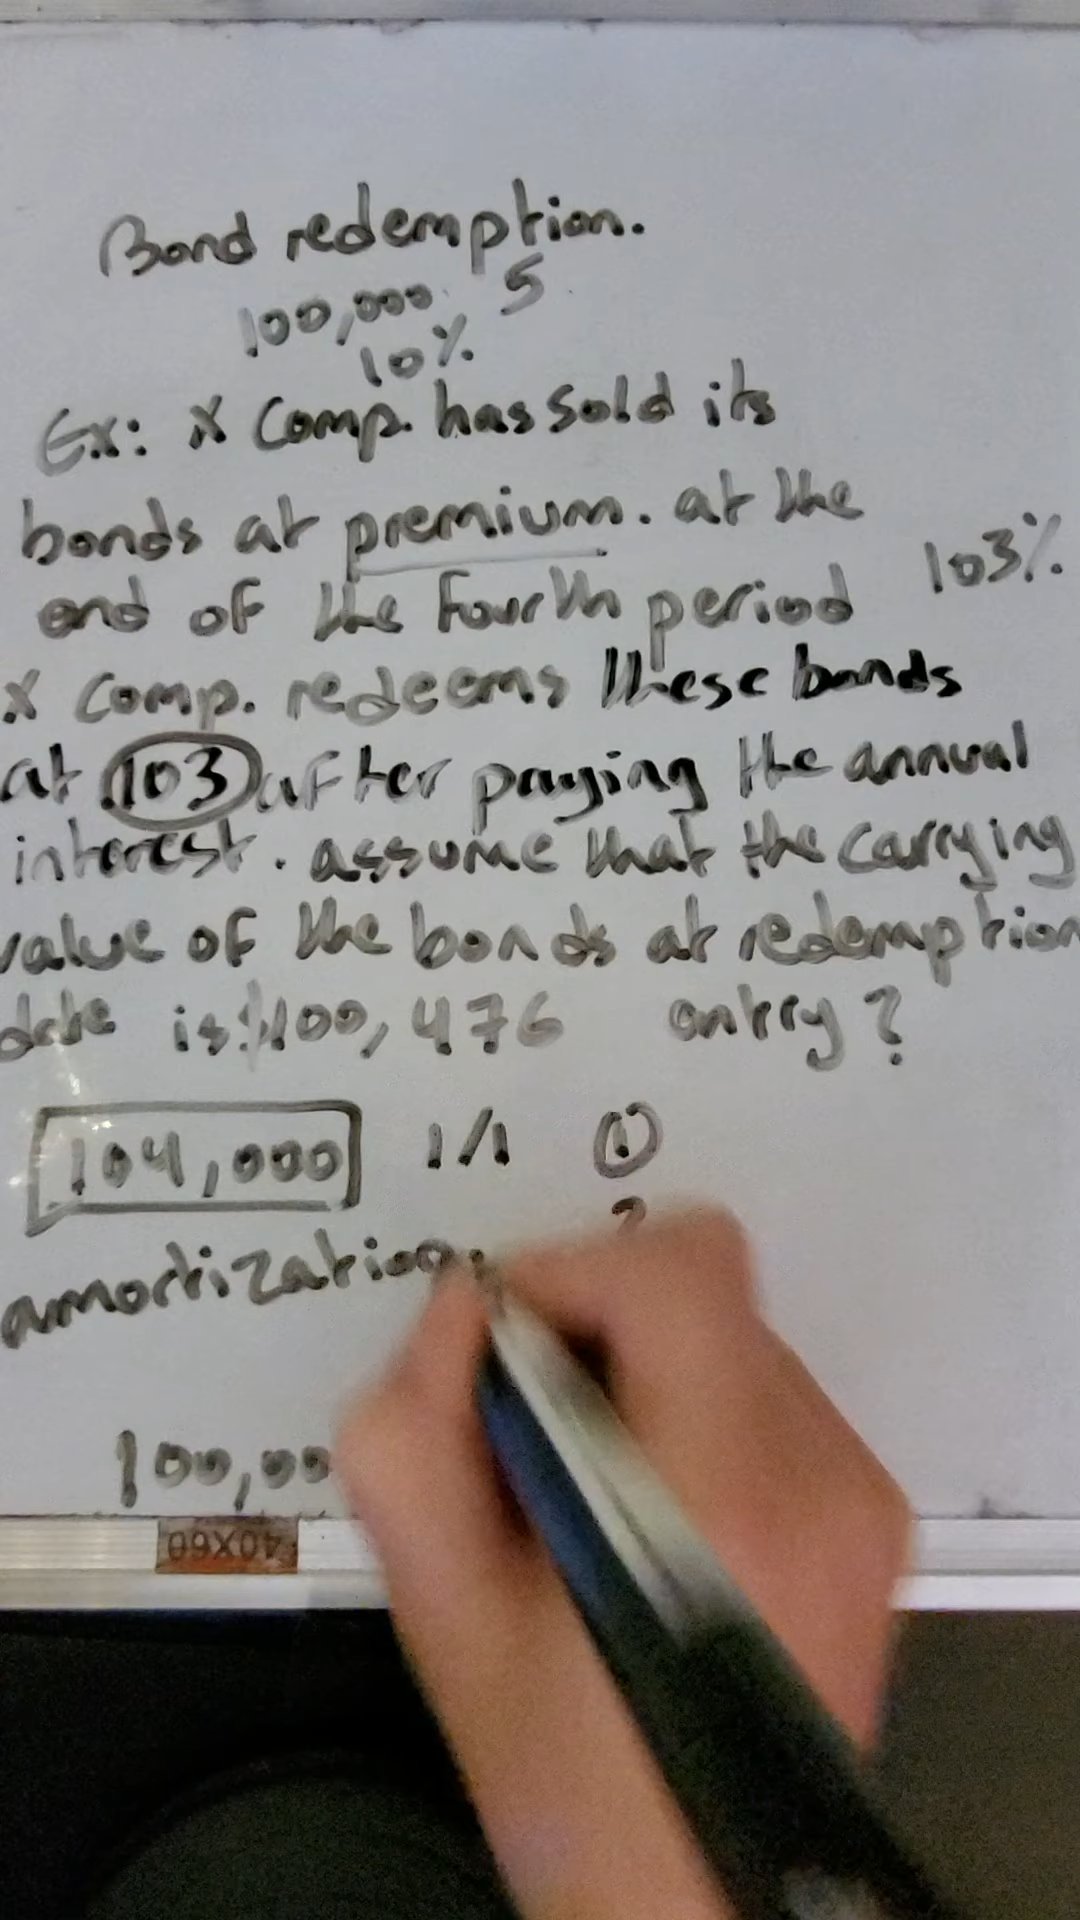 Bond redemption.
100,000 5
10%
Ex: X Comp. has sold its
bonds at premium. at the
end of the fourth period 103%
X Comp. redeems these bonds
at 103 after paying the annual
interest. assume that the carrying
value of the bonds at redemption
date is $100,476 entry?
104,000 1/1 1
?
amortization
100,00
40X60